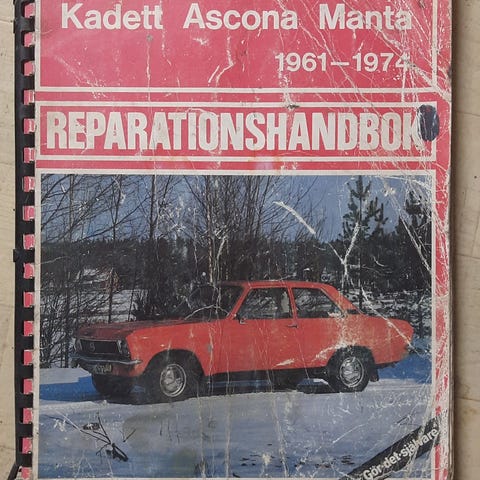 Kadett Ascona Manta
1961–1974
REPARATIONSHANDBOK
Gör-det-själv